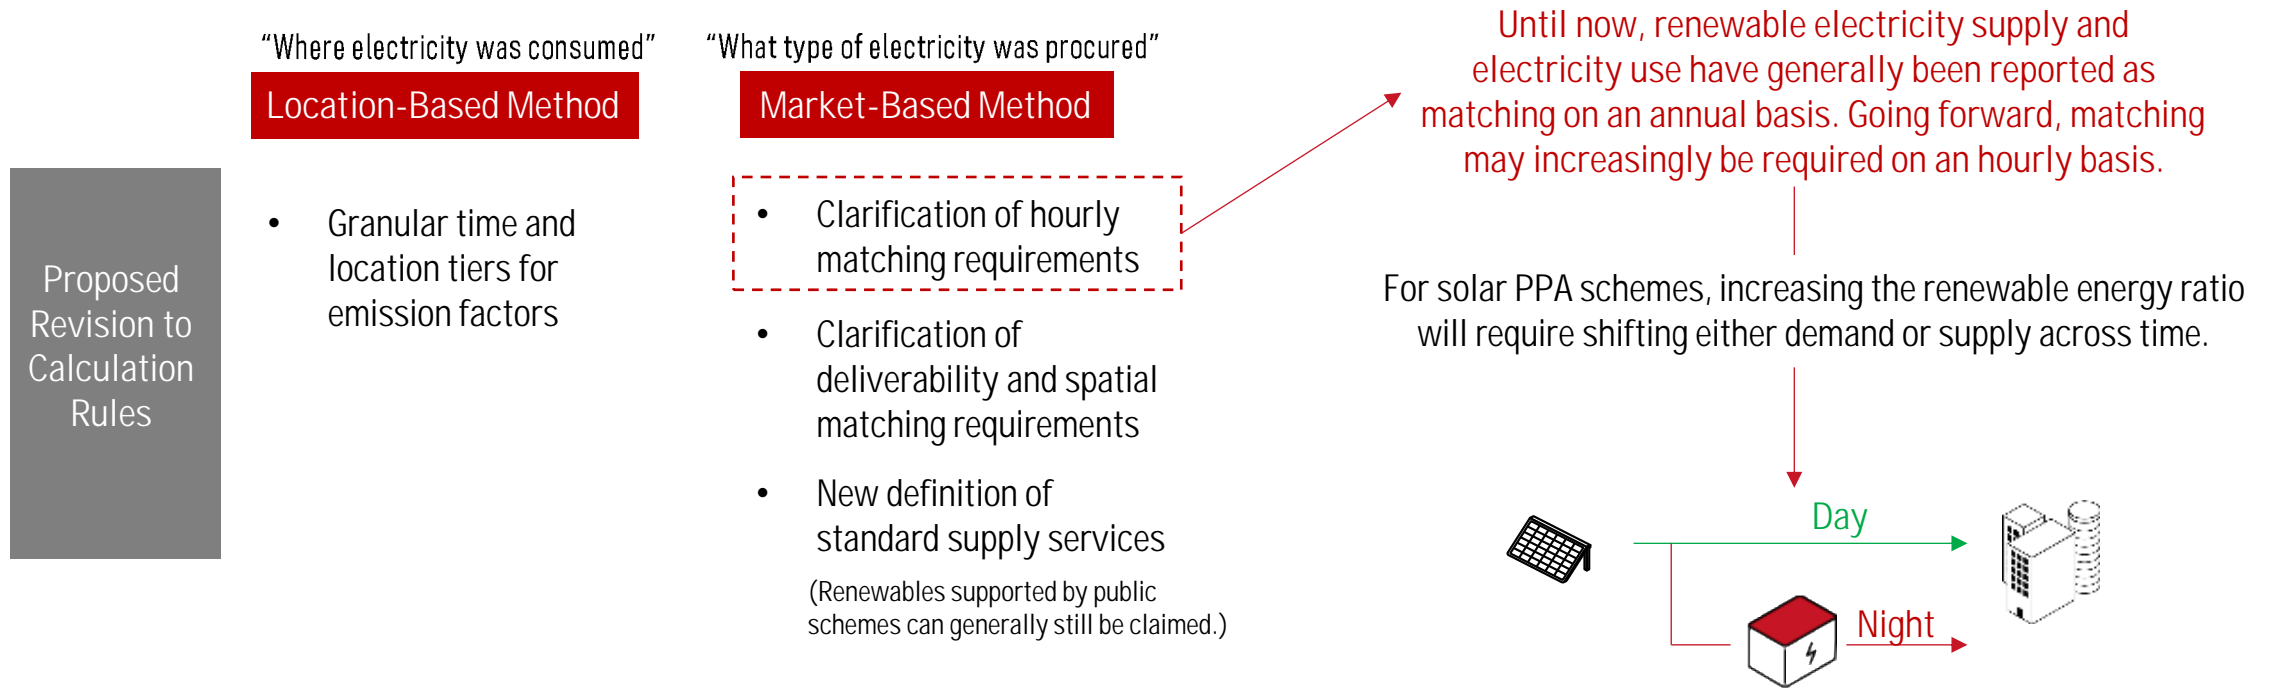 Proposed
Revision to
Calculation
Rules
“Where electricity was consumed”
Location-Based Method
• Granular time and
location tiers for
emission factors
“What type of electricity was procured”
Market-Based Method
• Clarification of hourly
matching requirements
• Clarification of
deliverability and spatial
matching requirements
• New definition of
standard supply services
(Renewables supported by public
schemes can generally still be claimed.)
Until now, renewable electricity supply and
electricity use have generally been reported as
matching on an annual basis. Going forward, matching
may increasingly be required on an hourly basis.
For solar PPA schemes, increasing the renewable energy ratio
will require shifting either demand or supply across time.
Day
Night